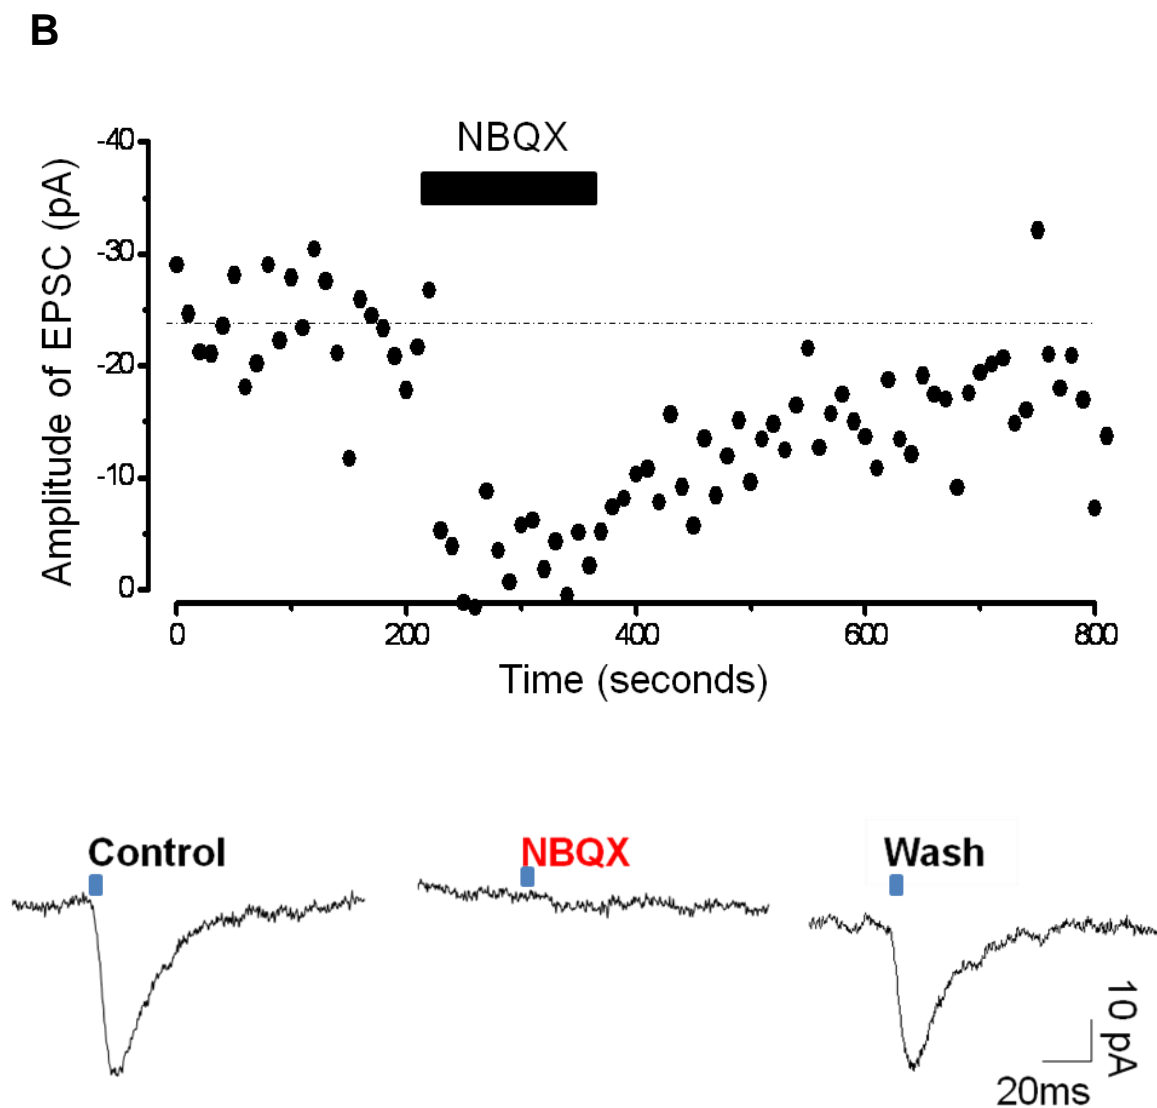 B
NBQX
Amplitude of EPSC (pA)
-40
-30
-20
-10
0
0 200 400 600 800
Time (seconds)
Control NBQX Wash
10 pA
20ms